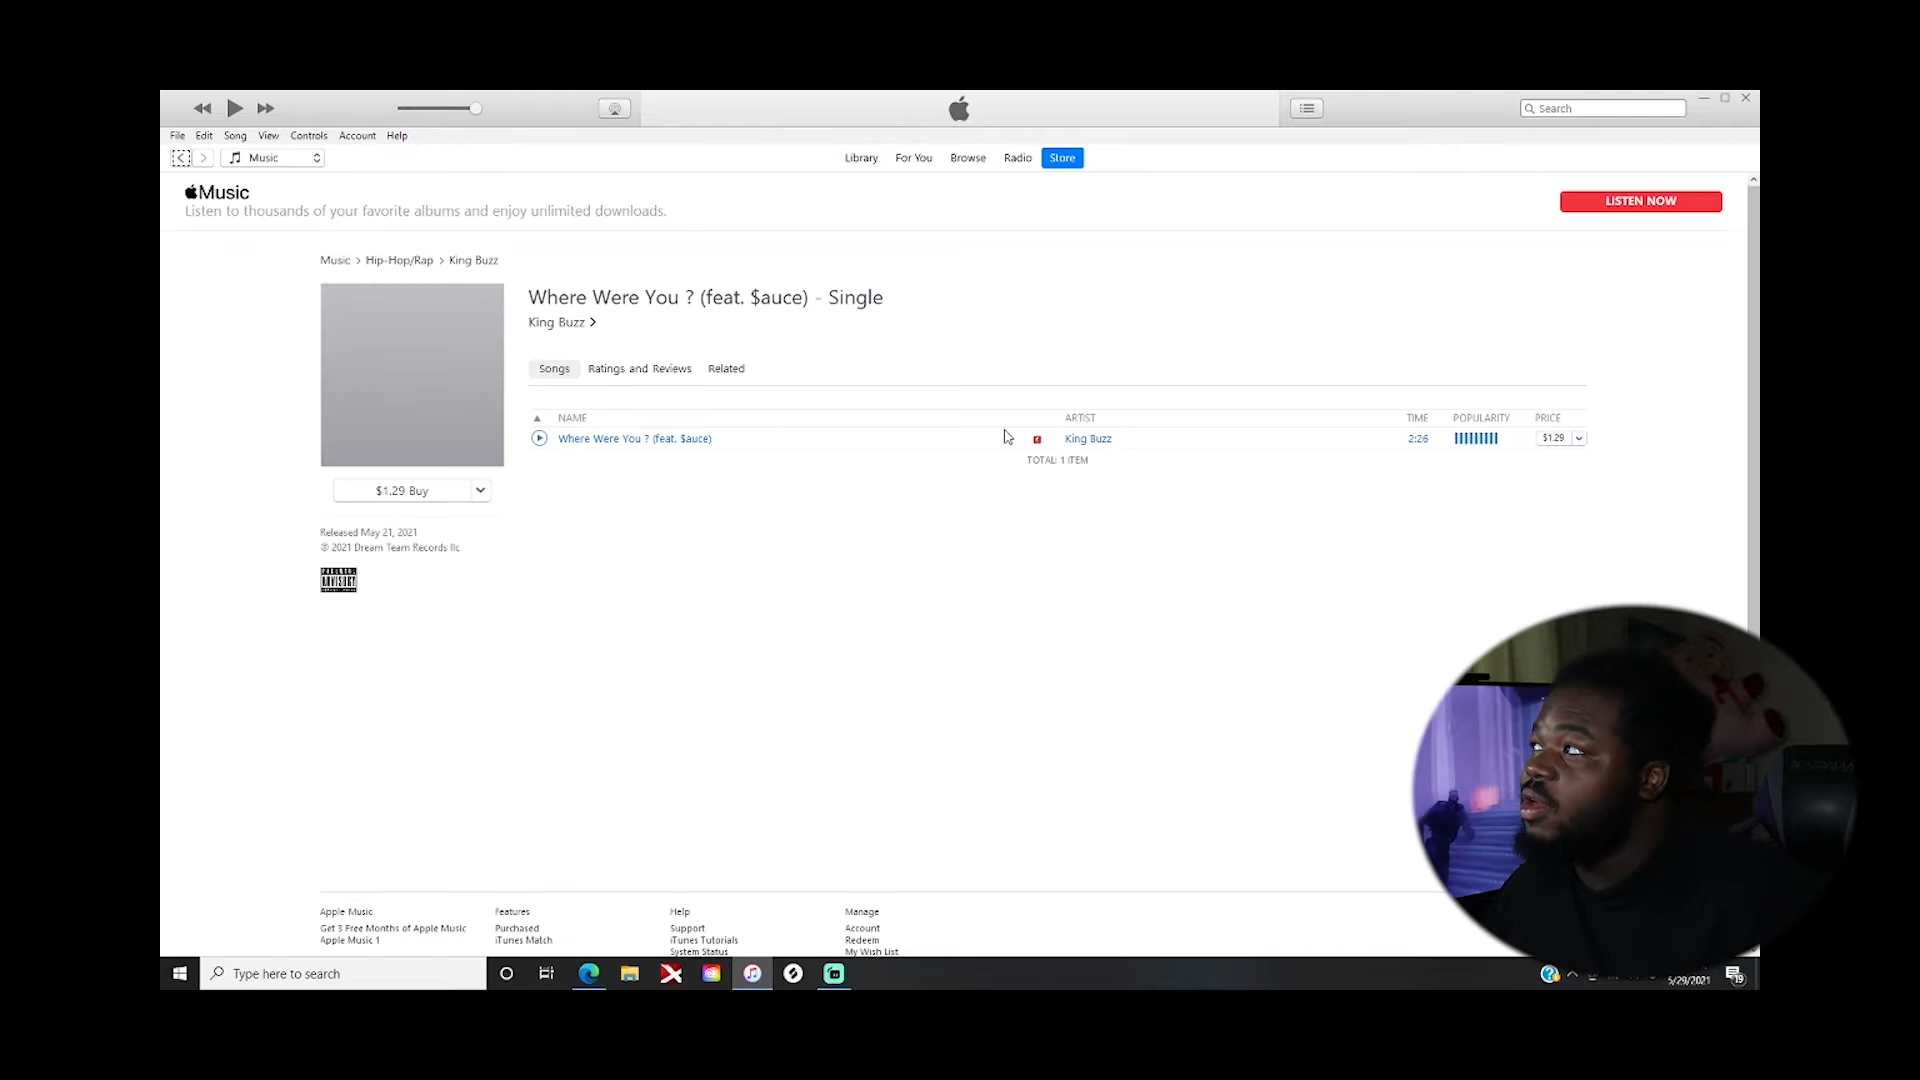 Search
File Edit Song View Controls Account Help
Music Library For You Browse Radio Store
Music
Listen to thousands of your favorite albums and enjoy unlimited downloads.
LISTEN NOW
Music > Hip-Hop/Rap > King Buzz
Where Were You ? (feat. $auce) - Single
King Buzz >
Songs Ratings and Reviews Related
NAME ARTIST TIME POPULARITY PRICE
Where Were You ? (feat. $auce) King Buzz 2:26 $1.29
TOTAL: 1 ITEM
$1.29 Buy
Released May 21, 2021
℗ 2021 Dream Team Records llc
PARENTAL
ADVISORY
Apple Music Features Help Manage
Get 3 Free Months of Apple Music Purchased Support Account
Apple Music 1 iTunes Match iTunes Tutorials Redeem
System Status My Wish List
Type here to search
5/29/2021
19